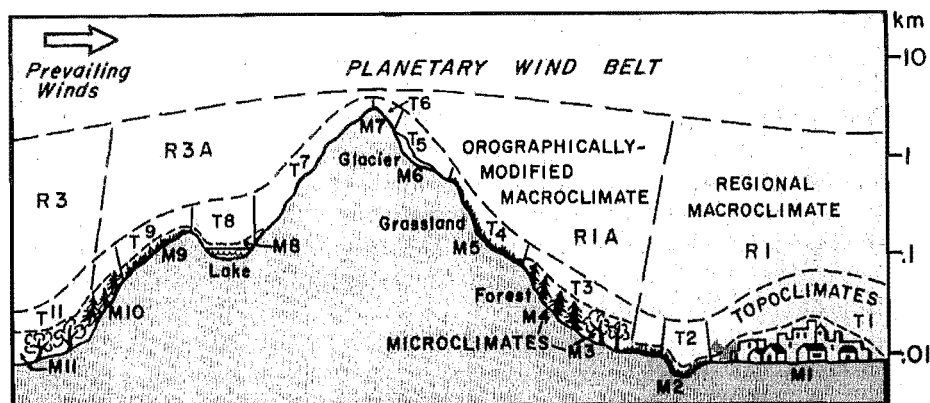 km
10
Prevailing
Winds
PLANETARY WIND BELT
T6
M7
R3A
T7
T5
OROGRAPHICALLY-
MODIFIED
MACROCLIMATE
1
Glacier
M6
REGIONAL
MACROCLIMATE
R3
T8
Grassland
T4
R1A
R1
T9
M9
M8
M5
.1
Lake
T3
TOPOCLIMATES
T11
M10
Forest
M4
T2
T1
MICROCLIMATES
M3
.01
M11
M2
M1